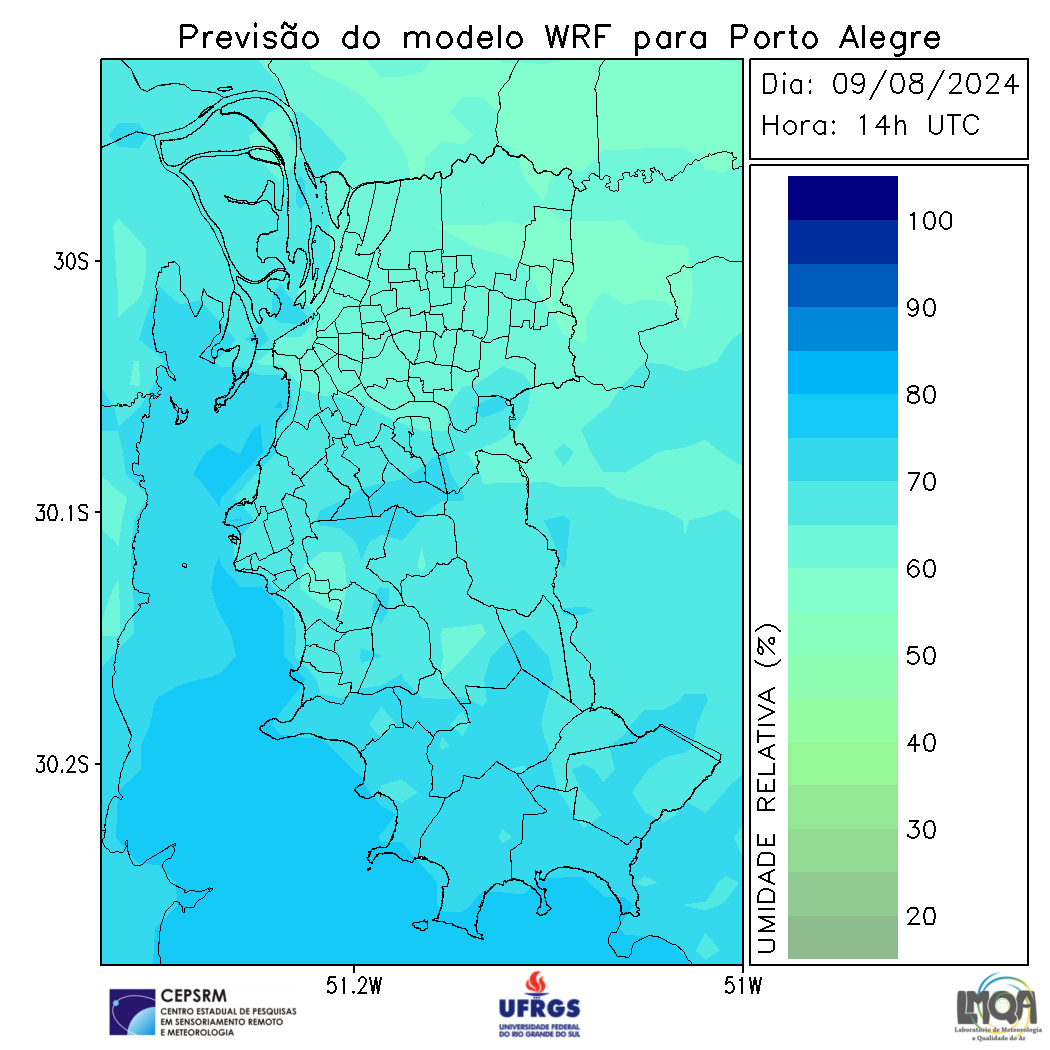 Previsão do modelo WRF para Porto Alegre
Dia: 09/08/2024
Hora: 14h UTC
30S
30.1S
30.2S
51.2W
51W
UMIDADE RELATIVA (%)
100
90
80
70
60
50
40
30
20
CEPSRM
CENTRO ESTADUAL DE PESQUISAS
EM SENSORIAMENTO REMOTO
E METEOROLOGIA
UFRGS
UNIVERSIDADE FEDERAL
DO RIO GRANDE DO SUL
LMQA
Laboratório de Meteorologia
e Qualidade do Ar